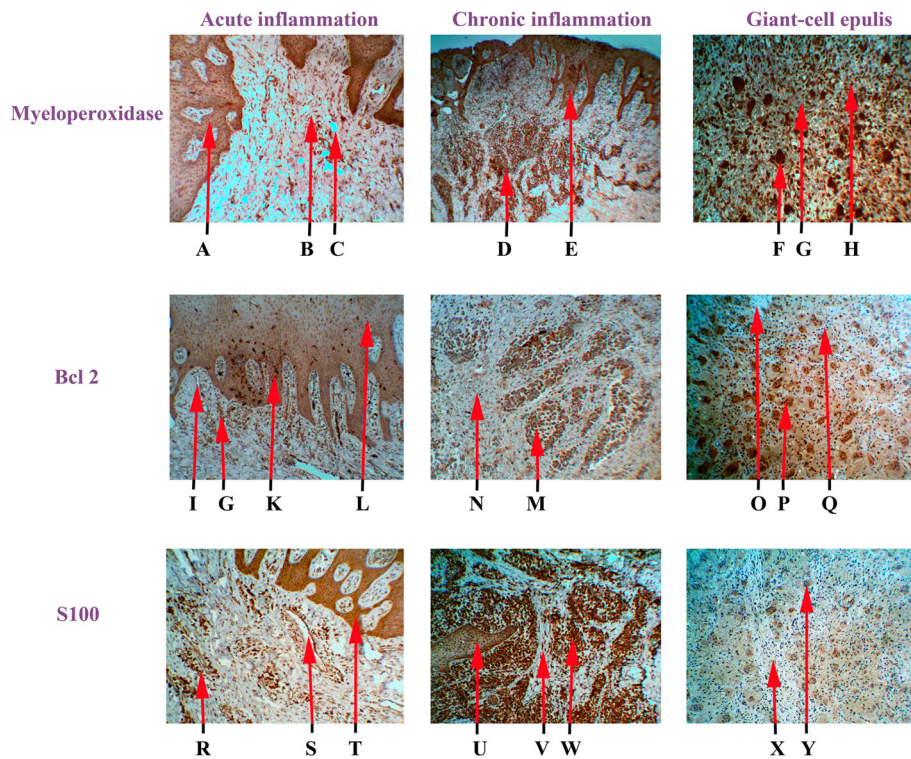 Acute inflammation Chronic inflammation Giant-cell epulis
Myeloperoxidase
A B C D E F G H
Bcl 2
I G K L N M O P Q
S100
R S T U V W X Y